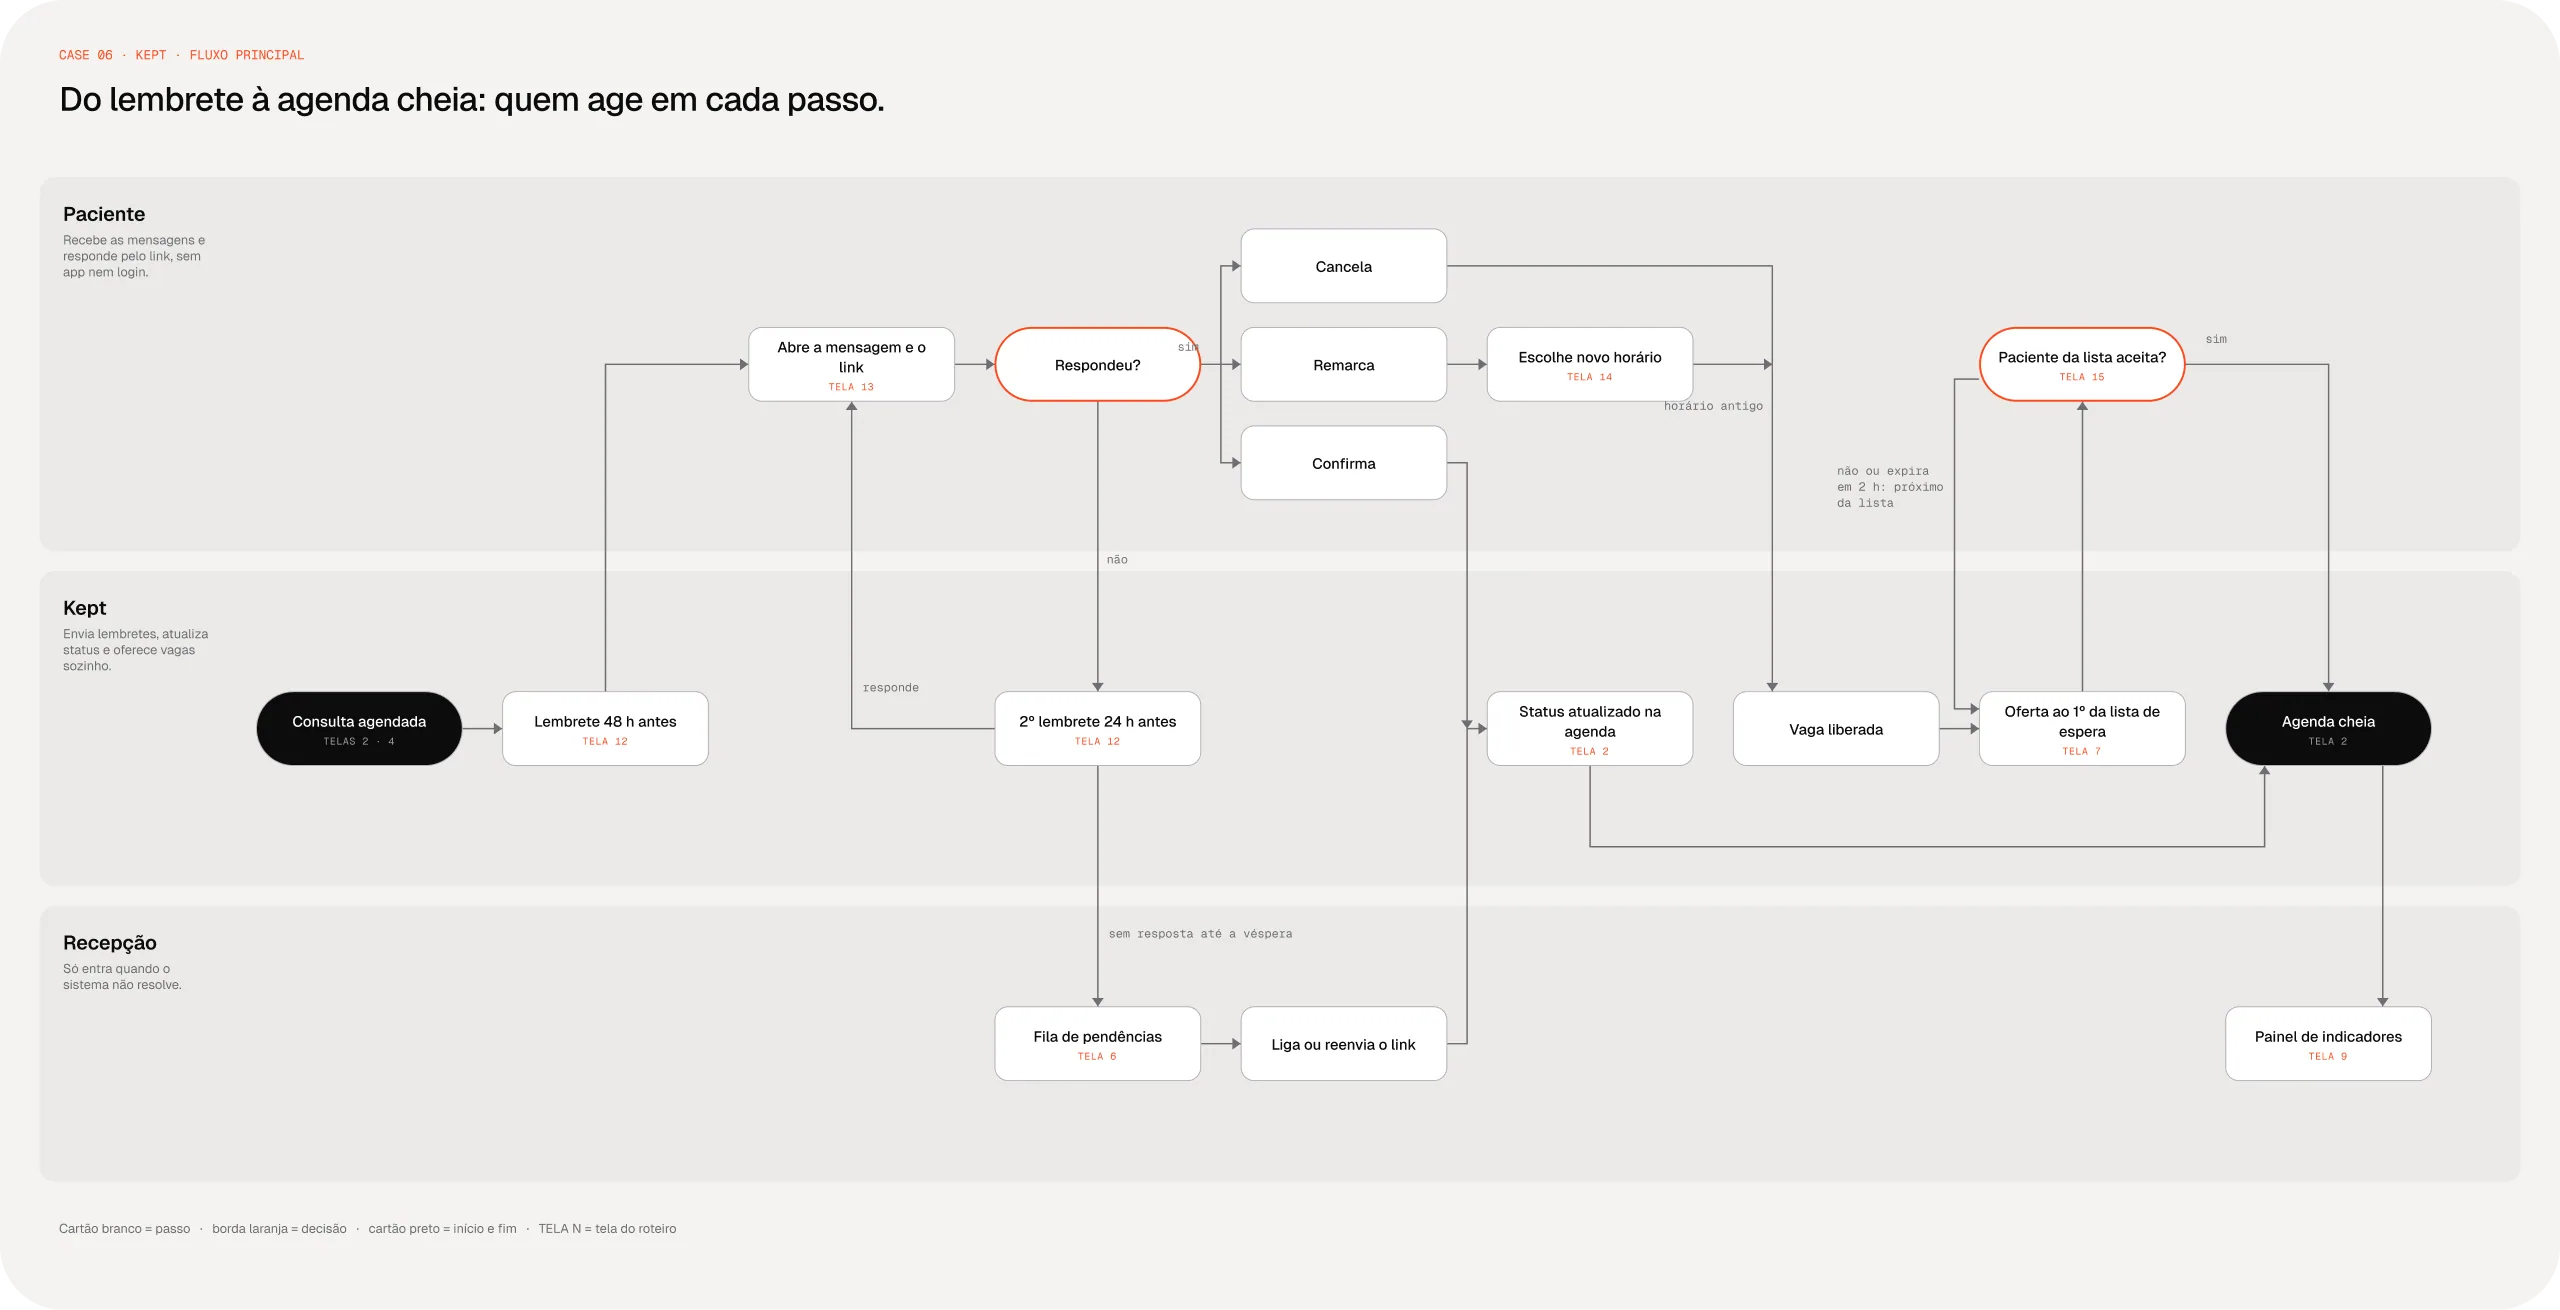 CASE 06 · KEPT · FLUXO PRINCIPAL
Do lembrete à agenda cheia: quem age em cada passo.
Paciente
Recebe as mensagens e
responde pelo link, sem
app nem login.
Cancela
Abre a mensagem e o
link
TELA 13
Respondeu?
sim
Remarca
Escolhe novo horário
TELA 14
horário antigo
Paciente da lista aceita?
TELA 15
sim
Confirma
não ou expira
em 2 h: próximo
da lista
não
Kept
Envia lembretes, atualiza
status e oferece vagas
sozinho.
responde
Consulta agendada
TELAS 2 · 4
Lembrete 48 h antes
TELA 12
2º lembrete 24 h antes
TELA 12
Status atualizado na
agenda
TELA 2
Vaga liberada
Oferta ao 1º da lista de
espera
TELA 7
Agenda cheia
TELA 2
Recepção
Só entra quando o
sistema não resolve.
sem resposta até a véspera
Fila de pendências
TELA 6
Liga ou reenvia o link
Painel de indicadores
TELA 9
Cartão branco = passo · borda laranja = decisão · cartão preto = início e fim · TELA N = tela do roteiro